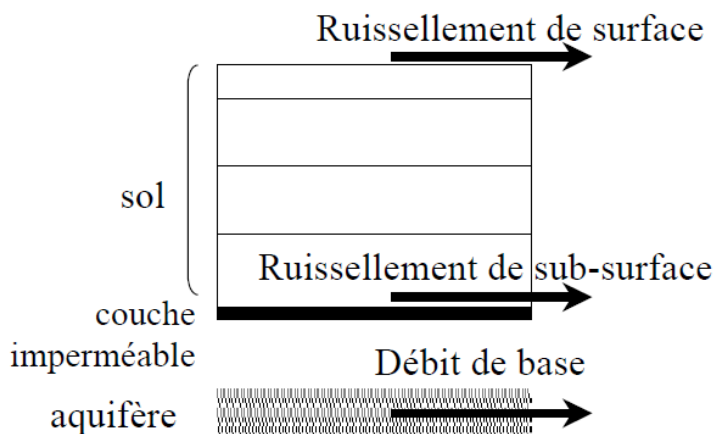 Ruissellement de surface
sol
Ruissellement de sub-surface
couche
imperméable
Débit de base
aquifère